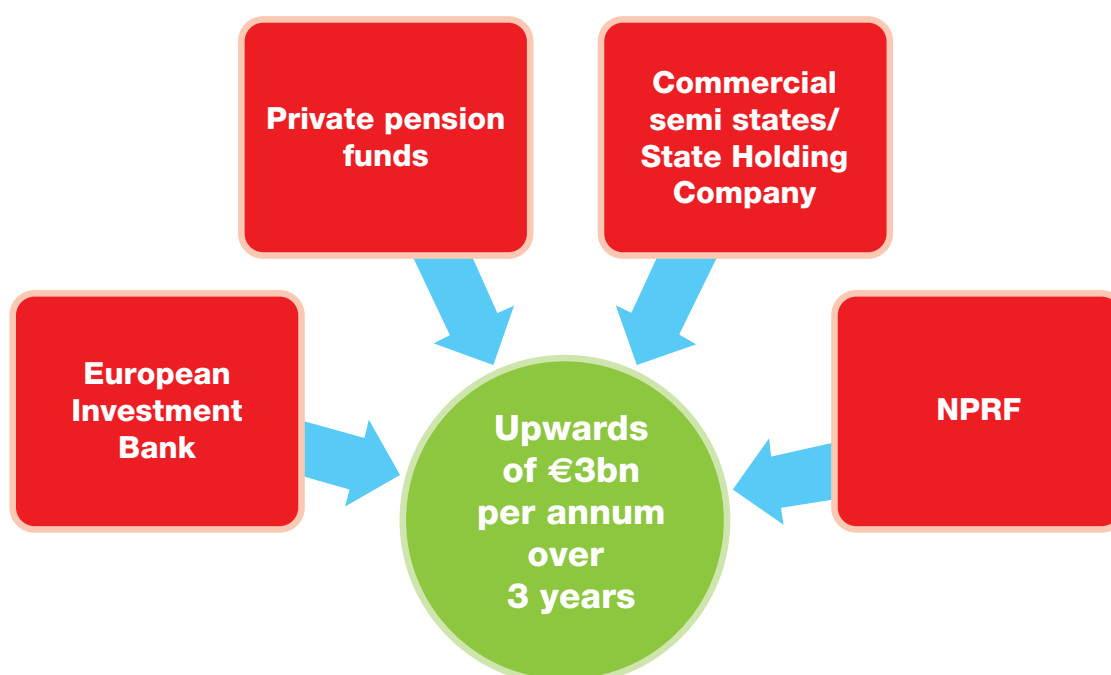 Private pension
funds
Commercial
semi states/
State Holding
Company
European
Investment
Bank
NPRF
Upwards
of €3bn
per annum
over
3 years